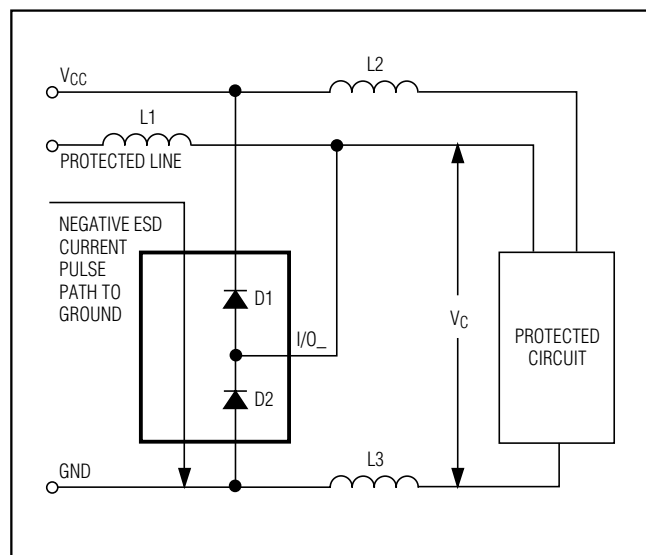 VCC
L2
L1
PROTECTED LINE
NEGATIVE ESD
CURRENT
PULSE
PATH TO
GROUND
D1
I/O_
VC
PROTECTED
CIRCUIT
D2
L3
GND